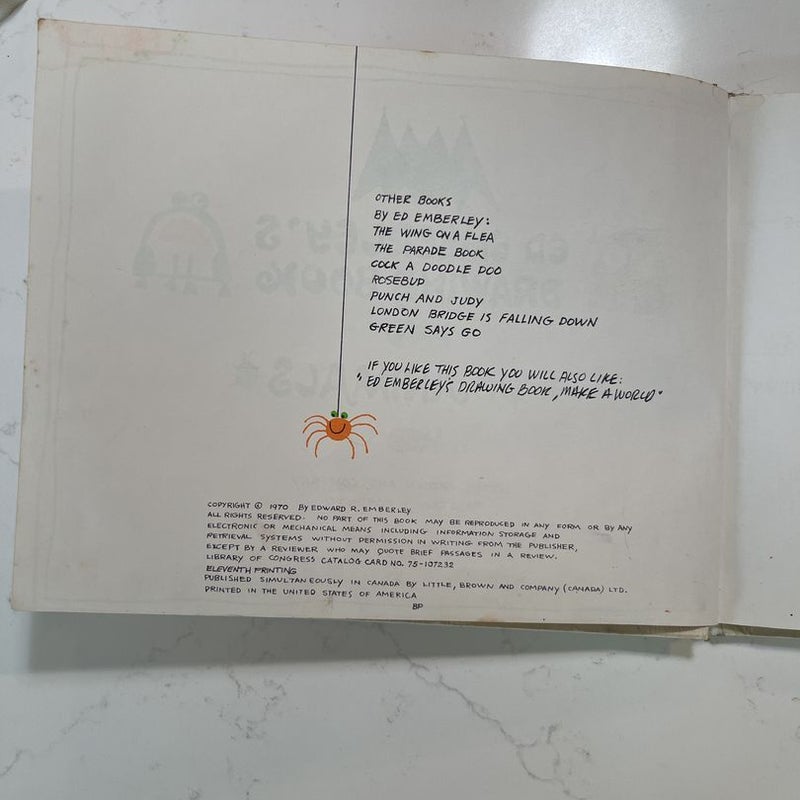 OTHER BOOKS
BY ED EMBERLEY:
THE WING ON A FLEA
THE PARADE BOOK
COCK A DOODLE DOO
ROSEBUD
PUNCH AND JUDY
LONDON BRIDGE IS FALLING DOWN
GREEN SAYS GO
IF YOU LIKE THIS BOOK YOU WILL ALSO LIKE:
"ED EMBERLEY'S DRAWING BOOK, MAKE A WORLD"
COPYRIGHT © 1970 BY EDWARD R. EMBERLEY
ALL RIGHTS RESERVED. NO PART OF THIS BOOK MAY BE REPRODUCED IN ANY FORM OR BY ANY
ELECTRONIC OR MECHANICAL MEANS INCLUDING INFORMATION STORAGE AND
RETRIEVAL SYSTEMS WITHOUT PERMISSION IN WRITING FROM THE PUBLISHER,
EXCEPT BY A REVIEWER WHO MAY QUOTE BRIEF PASSAGES IN A REVIEW.
LIBRARY OF CONGRESS CATALOG CARD NO. 75-107232
ELEVENTH PRINTING
PUBLISHED SIMULTANEOUSLY IN CANADA BY LITTLE, BROWN AND COMPANY (CANADA) LTD.
PRINTED IN THE UNITED STATES OF AMERICA
BP